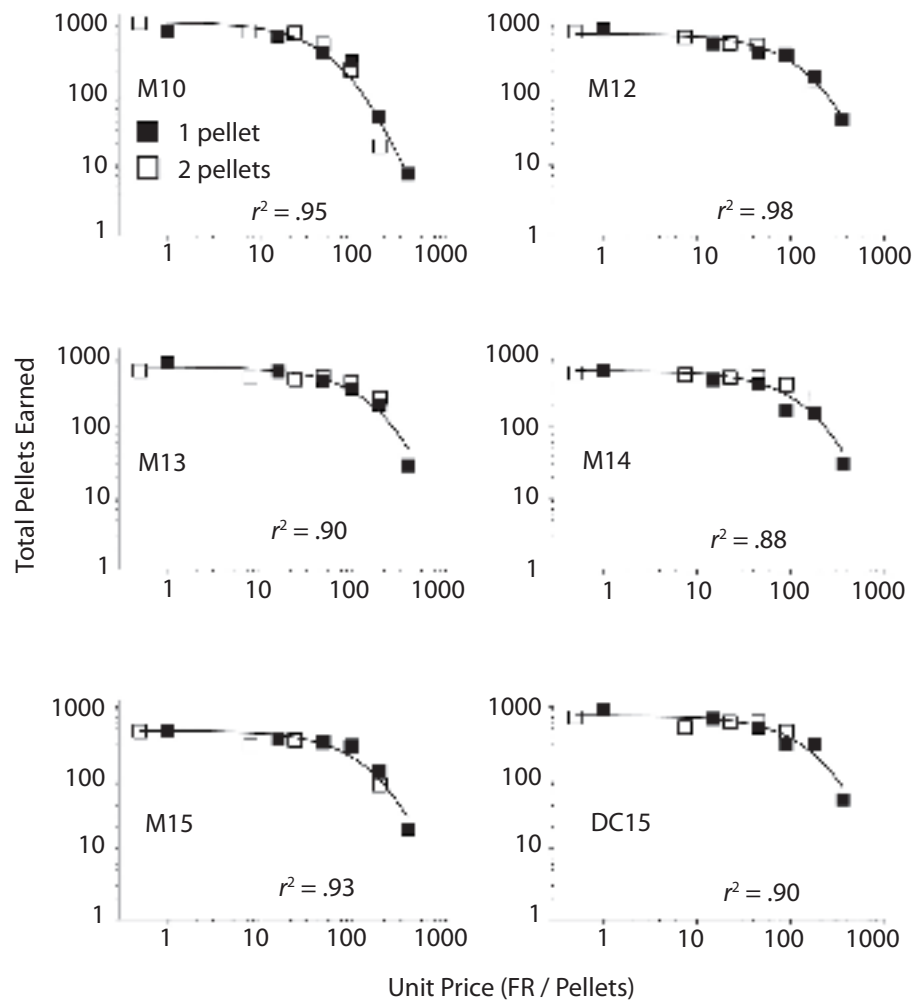 Total Pellets Earned
1000
100
10
1
M10
1 pellet
2 pellets
r² = .95
1 10 100 1000
1000
100
10
1
M12
r² = .98
1 10 100 1000
1000
100
10
1
M13
r² = .90
1 10 100 1000
1000
100
10
1
M14
r² = .88
1 10 100 1000
1000
100
10
1
M15
r² = .93
1 10 100 1000
1000
100
10
1
DC15
r² = .90
1 10 100 1000
Unit Price (FR / Pellets)